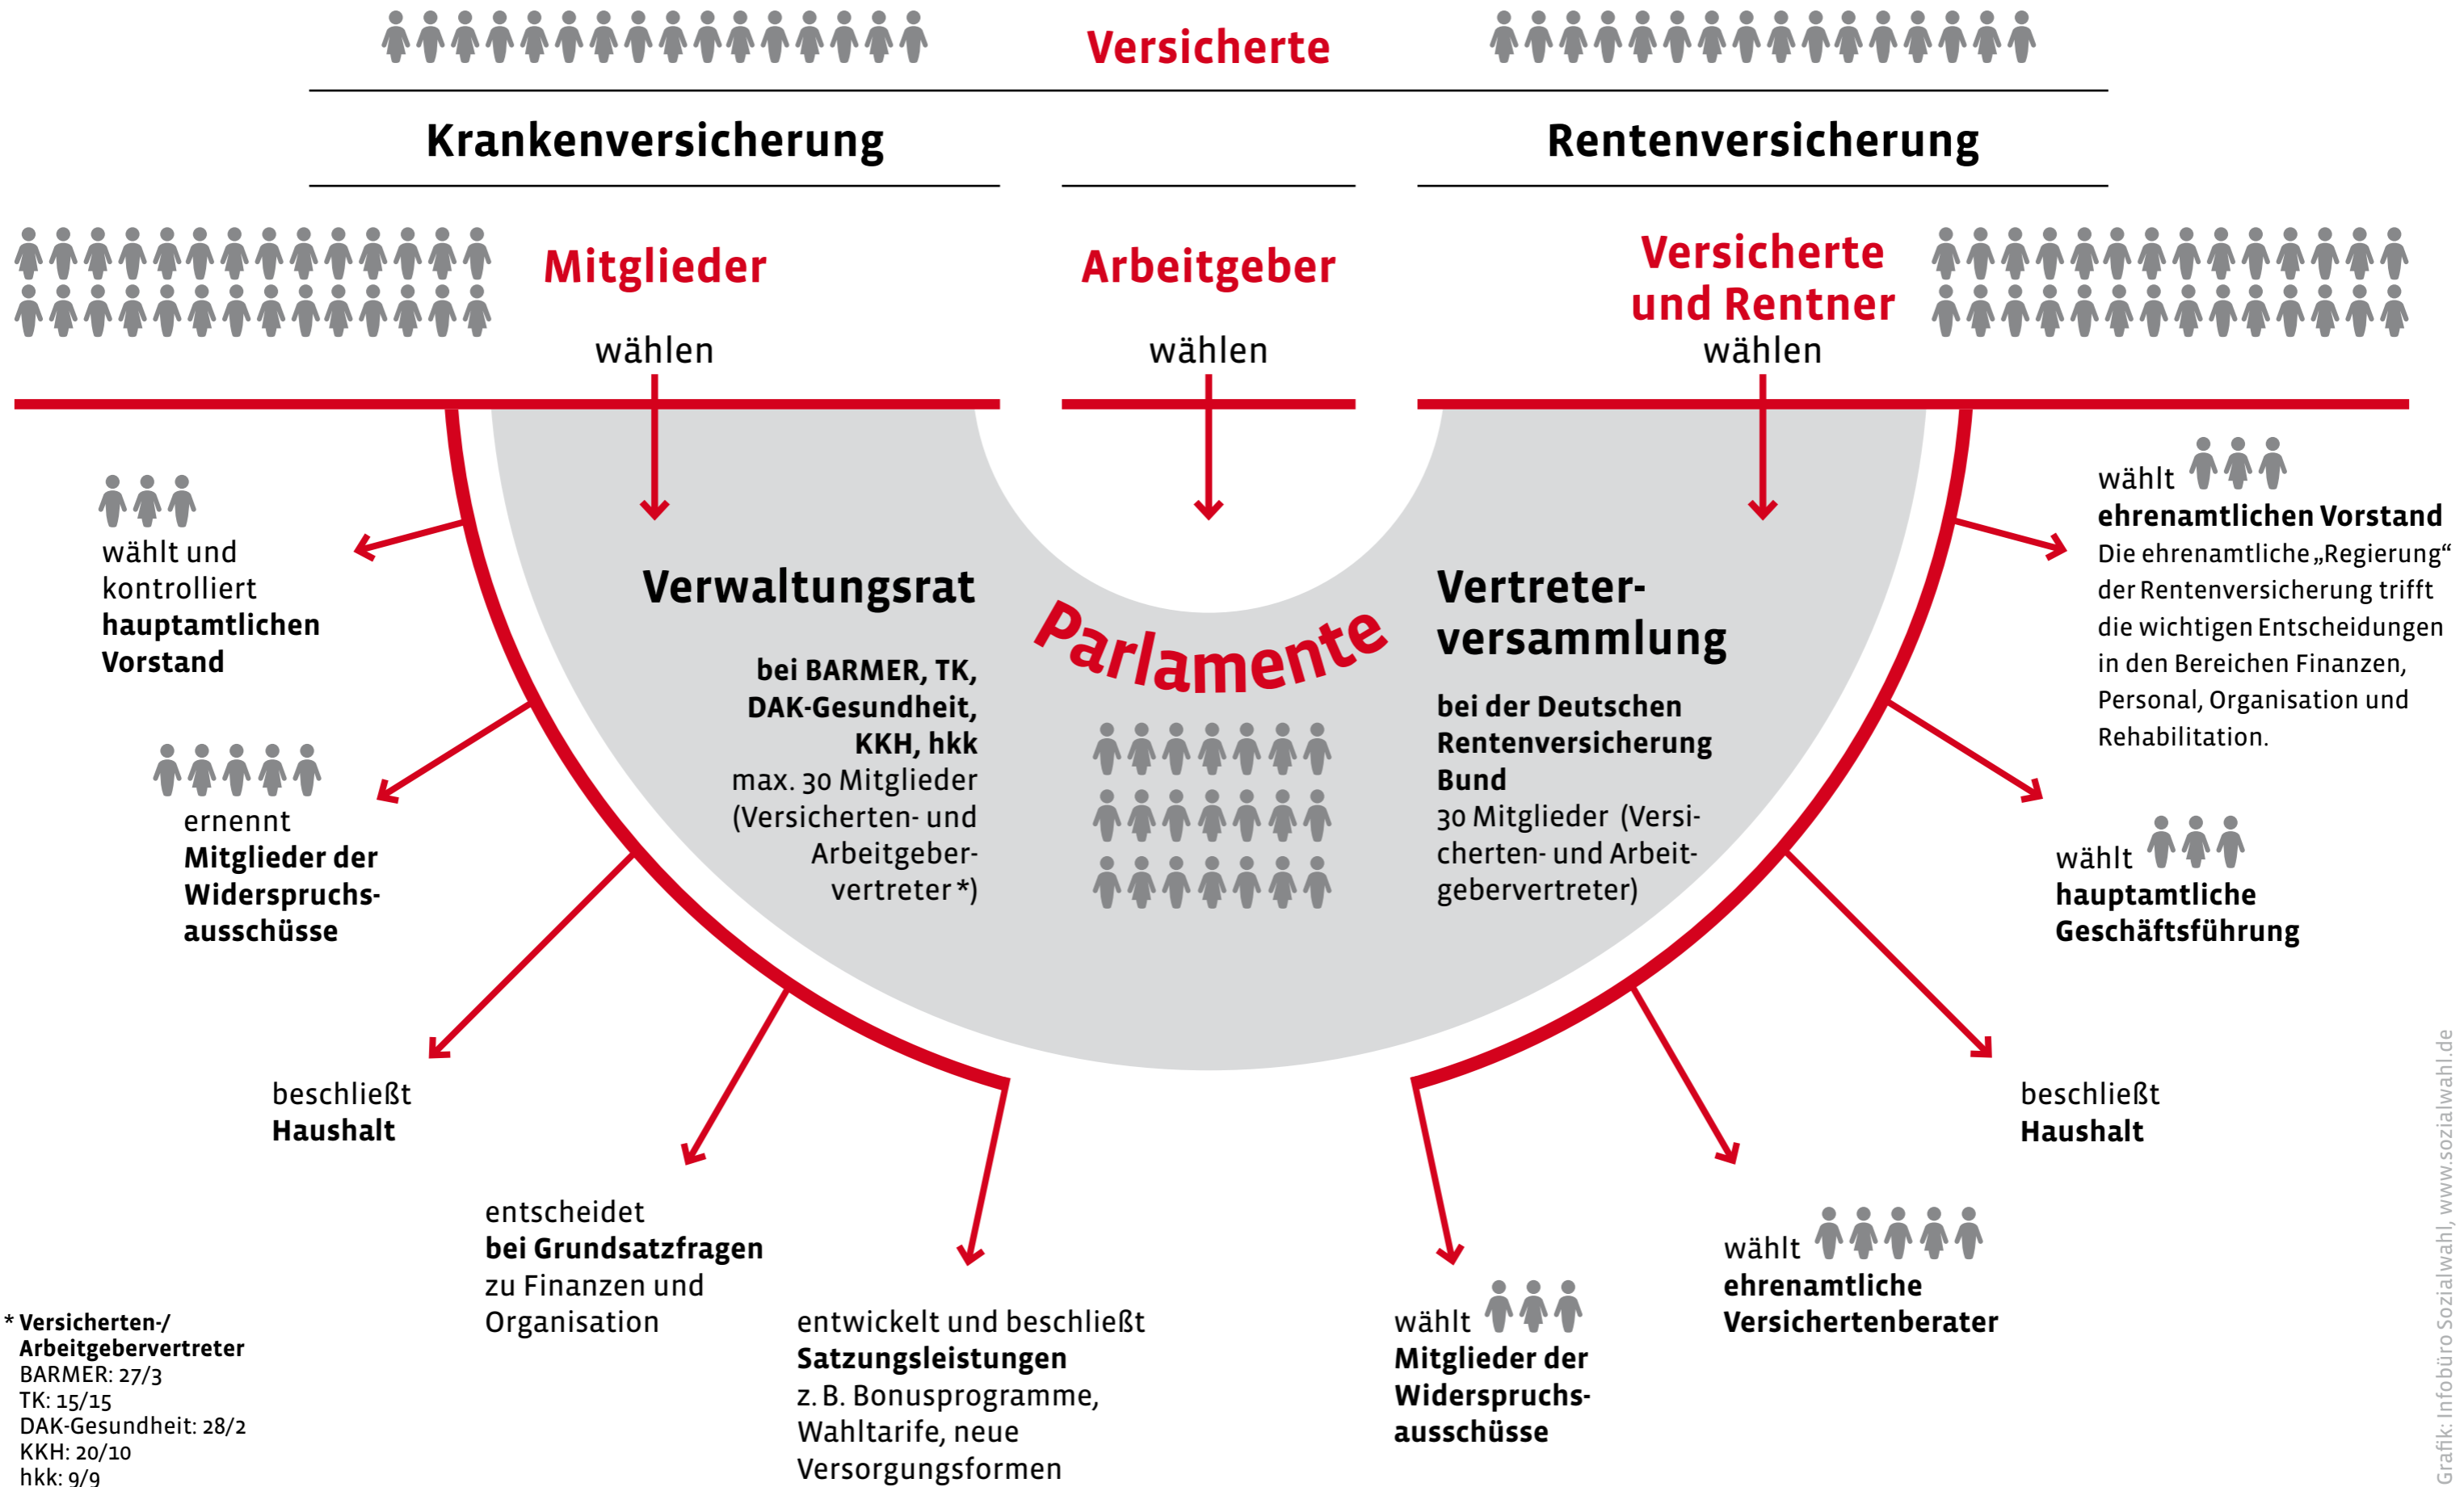 Versicherte
Krankenversicherung
Rentenversicherung
Mitglieder
wählen
Arbeitgeber
wählen
Versicherte
und Rentner
wählen
Parlamente
Verwaltungsrat
bei BARMER, TK,
DAK-Gesundheit,
KKH, hkk
max. 30 Mitglieder
(Versicherten- und
Arbeitgeber-
vertreter *)
Vertreter-
versammlung
bei der Deutschen
Rentenversicherung
Bund
30 Mitglieder (Versi-
cherten- und Arbeit-
gebervertreter)
wählt und
kontrolliert
hauptamtlichen
Vorstand
ernennt
Mitglieder der
Widerspruchs-
ausschüsse
beschließt
Haushalt
entscheidet
bei Grundsatzfragen
zu Finanzen und
Organisation
entwickelt und beschließt
Satzungsleistungen
z. B. Bonusprogramme,
Wahltarife, neue
Versorgungsformen
wählt
ehrenamtlichen Vorstand
Die ehrenamtliche „Regierung“
der Rentenversicherung trifft
die wichtigen Entscheidungen
in den Bereichen Finanzen,
Personal, Organisation und
Rehabilitation.
wählt
hauptamtliche
Geschäftsführung
beschließt
Haushalt
wählt
ehrenamtliche
Versichertenberater
wählt
Mitglieder der
Widerspruchs-
ausschüsse
* Versicherten-/
Arbeitgebervertreter
BARMER: 27/3
TK: 15/15
DAK-Gesundheit: 28/2
KKH: 20/10
hkk: 9/9
Grafik: Infobüro Sozialwahl, www.sozialwahl.de